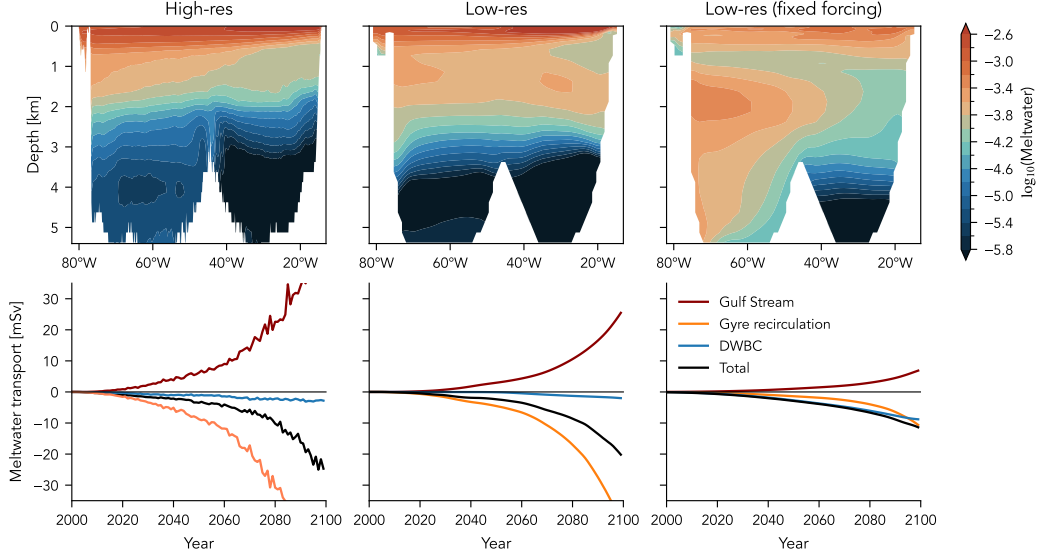 High-res
Low-res
Low-res (fixed forcing)
0
1
2
3
4
5
Depth [km]
80°W
60°W
40°W
20°W
80°W
60°W
40°W
20°W
80°W
60°W
40°W
20°W
−2.6
−3.0
−3.4
−3.8
−4.2
−4.6
−5.0
−5.4
−5.8
log₁₀(Meltwater)
30
20
10
0
−10
−20
−30
Meltwater transport [mSv]
Gulf Stream
Gyre recirculation
DWBC
Total
2000
2020
2040
2060
2080
2100
2000
2020
2040
2060
2080
2100
2000
2020
2040
2060
2080
2100
Year
Year
Year